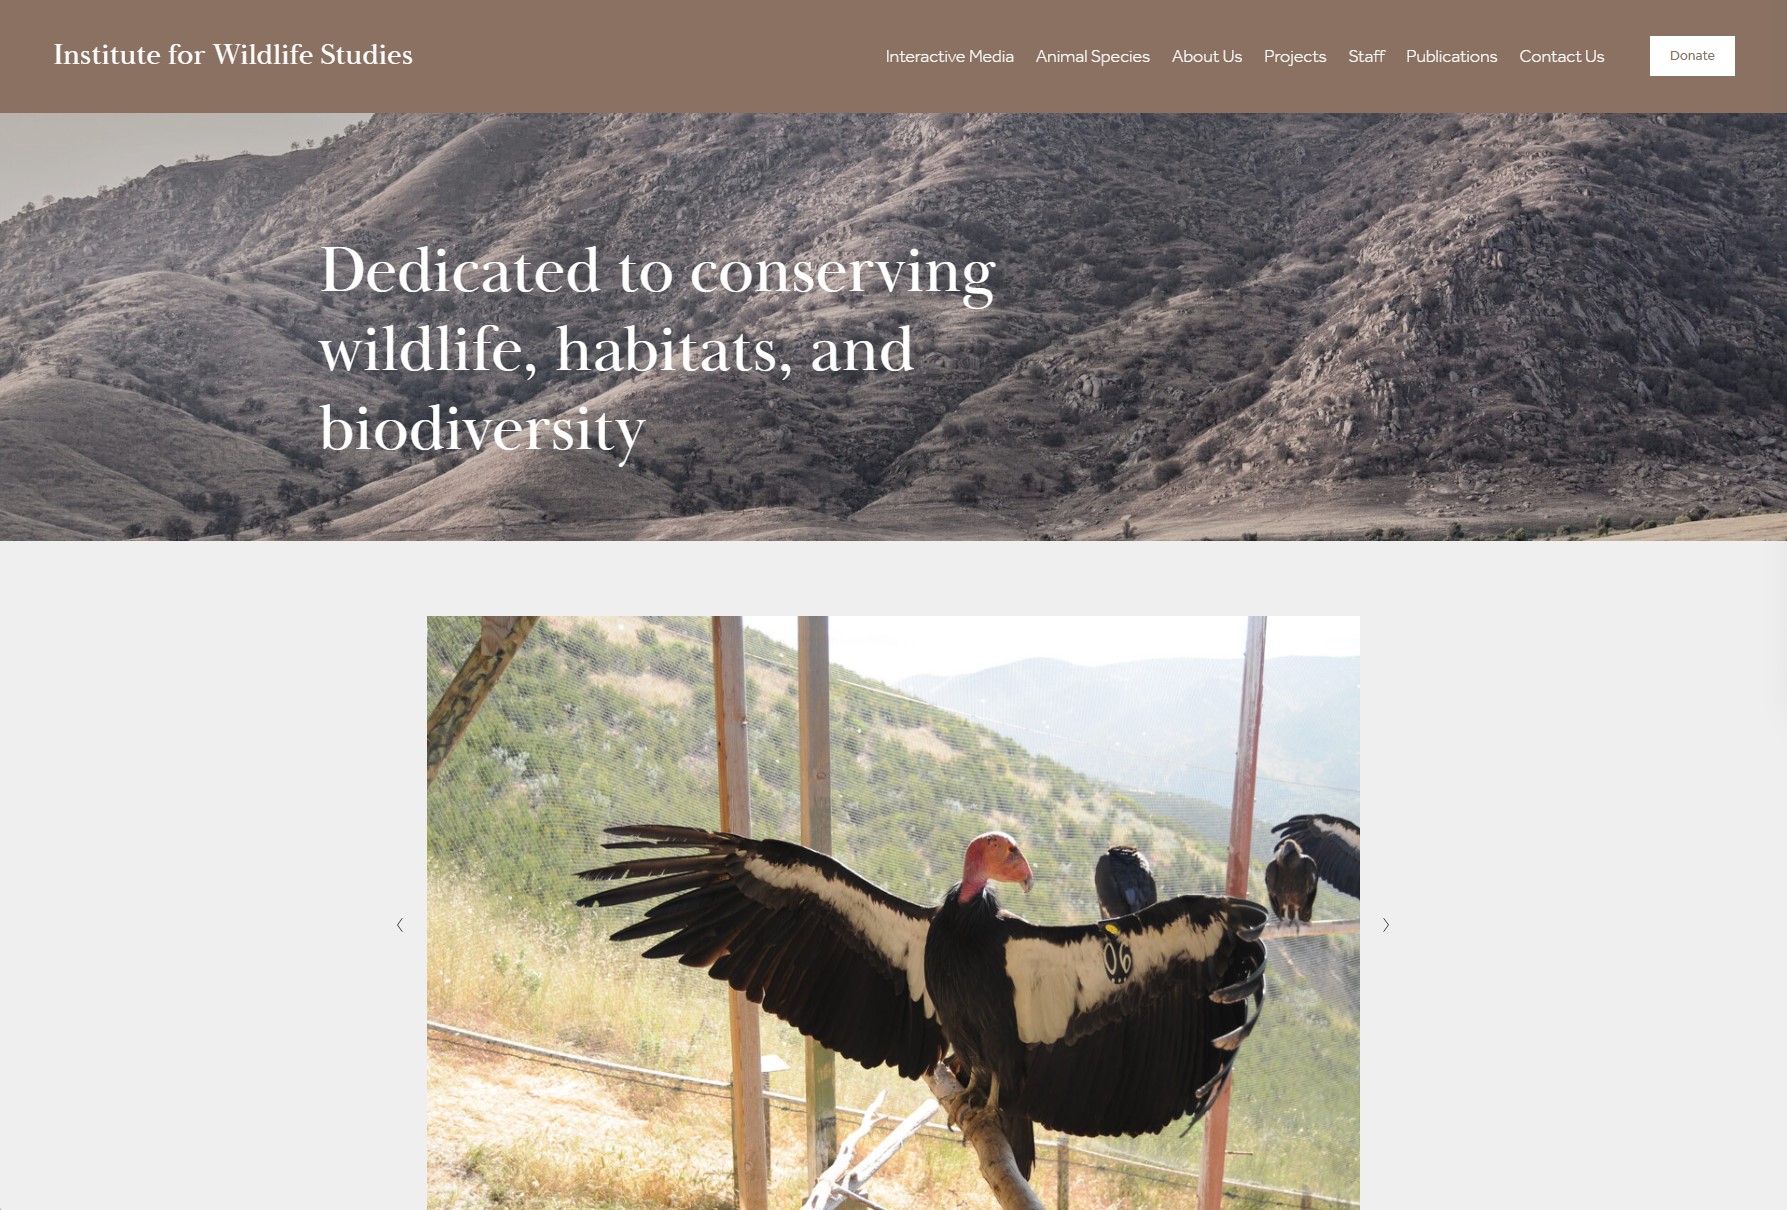 Institute for Wildlife Studies
Interactive Media Animal Species About Us Projects Staff Publications Contact Us Donate
Dedicated to conserving
wildlife, habitats, and
biodiversity
06